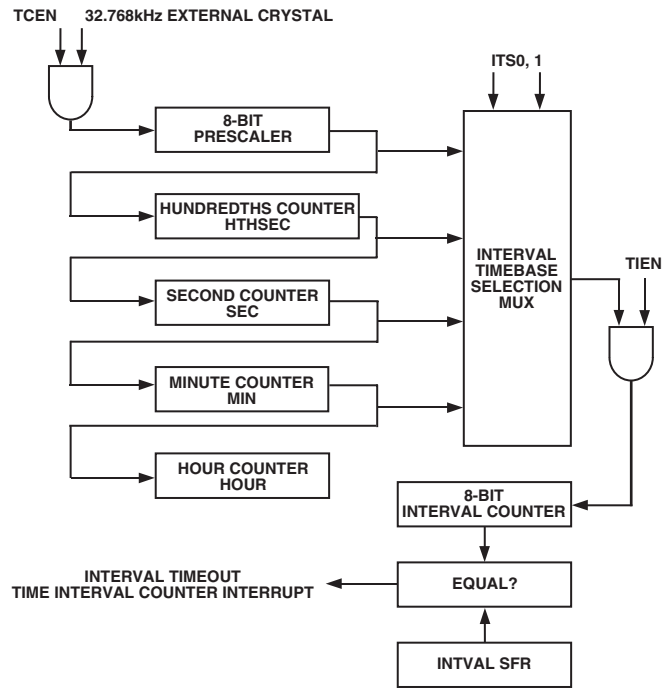 TCEN 32.768kHz EXTERNAL CRYSTAL
ITS0, 1
8-BIT
PRESCALER
HUNDREDTHS COUNTER
HTHSEC
INTERVAL
TIMEBASE
SELECTION
MUX
TIEN
SECOND COUNTER
SEC
MINUTE COUNTER
MIN
HOUR COUNTER
HOUR
8-BIT
INTERVAL COUNTER
INTERVAL TIMEOUT
TIME INTERVAL COUNTER INTERRUPT
EQUAL?
INTVAL SFR